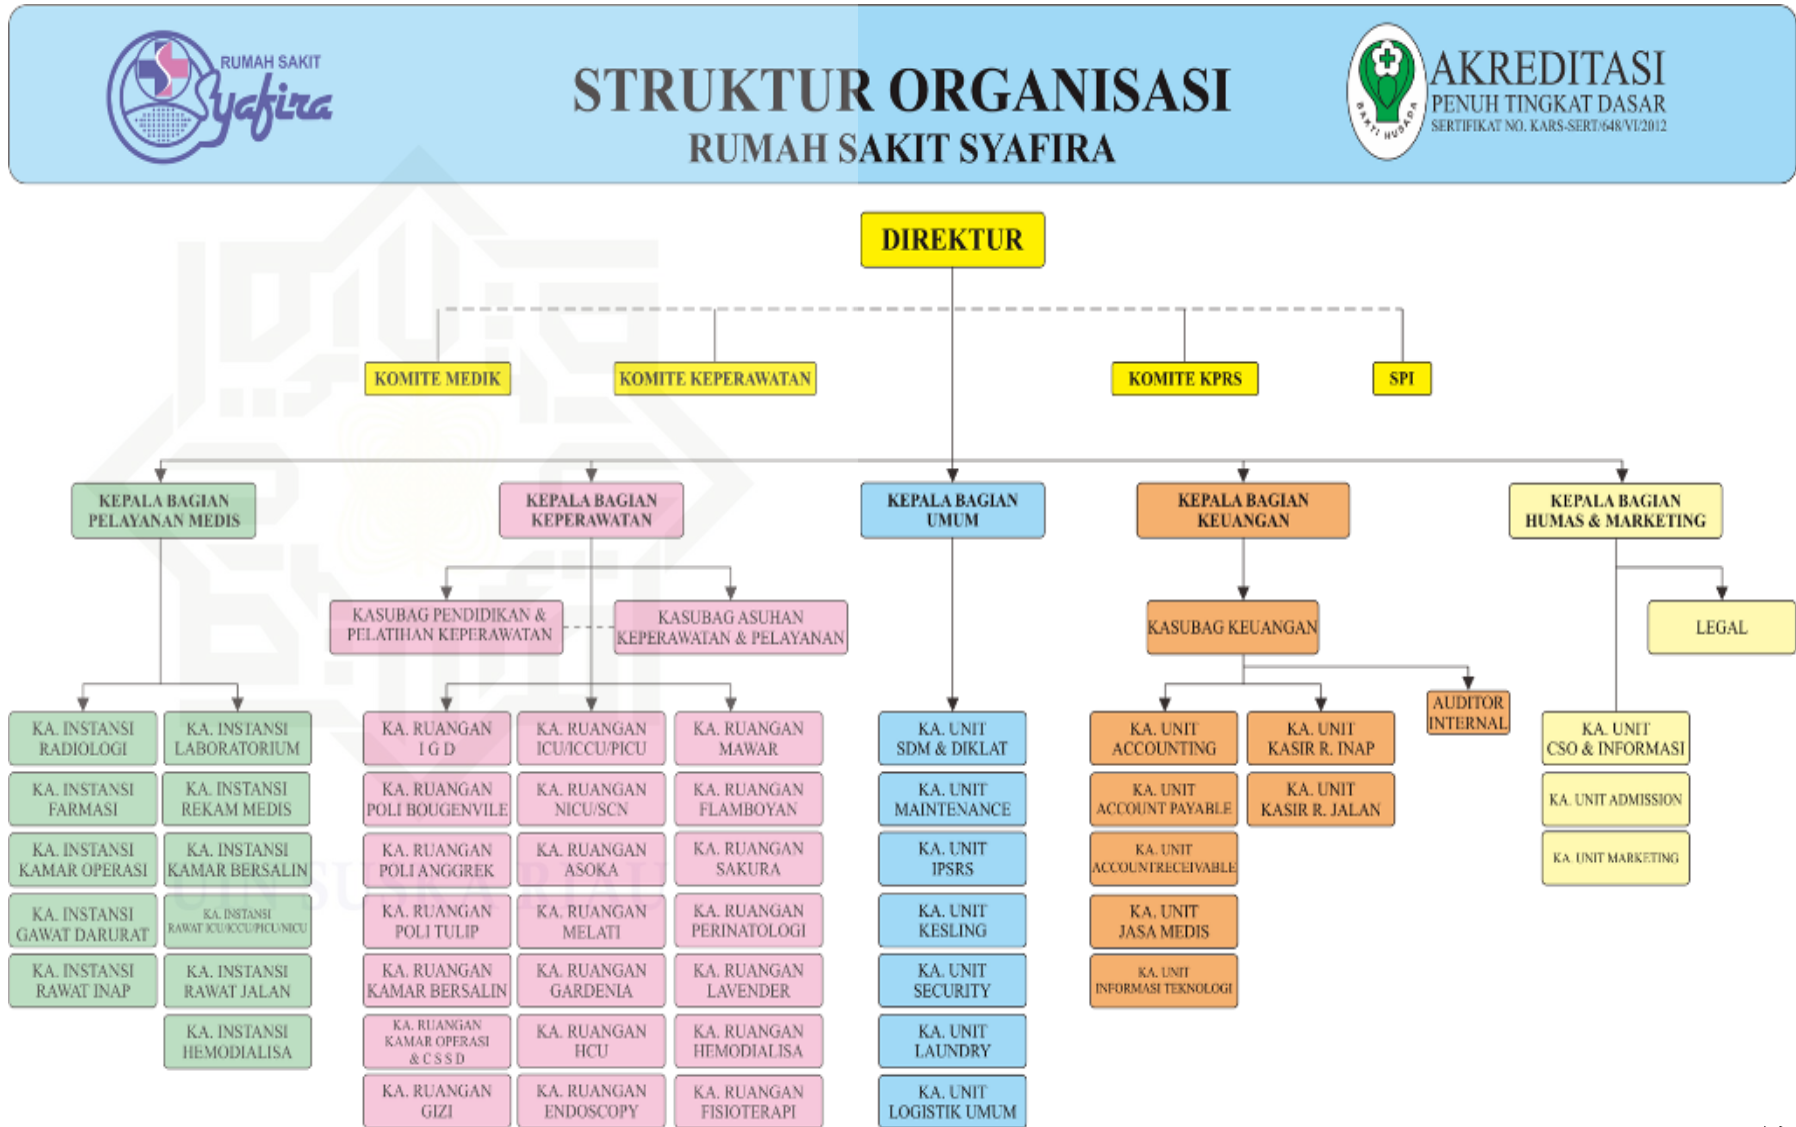 RUMAH SAKIT
Syafira
STRUKTUR ORGANISASI
RUMAH SAKIT SYAFIRA
BAKTI HUSADA
AKREDITASI
PENUH TINGKAT DASAR
SERTIFIKAT NO. KARS-SERT/648/VI/2012
DIREKTUR
KOMITE MEDIK
KOMITE KEPERAWATAN
KOMITE KPRS
SPI
KEPALA BAGIAN
PELAYANAN MEDIS
KEPALA BAGIAN
KEPERAWATAN
KEPALA BAGIAN
UMUM
KEPALA BAGIAN
KEUANGAN
KEPALA BAGIAN
HUMAS & MARKETING
KASUBAG PENDIDIKAN &
PELATIHAN KEPERAWATAN
KASUBAG ASUHAN
KEPERAWATAN & PELAYANAN
KASUBAG KEUANGAN
LEGAL
AUDITOR
INTERNAL
KA. INSTANSI
RADIOLOGI
KA. INSTANSI
FARMASI
KA. INSTANSI
KAMAR OPERASI
KA. INSTANSI
GAWAT DARURAT
KA. INSTANSI
RAWAT INAP
KA. INSTANSI
LABORATORIUM
KA. INSTANSI
REKAM MEDIS
KA. INSTANSI
KAMAR BERSALIN
KA. INSTANSI
RAWAT ICU/ICCU/PICU/NICU
KA. INSTANSI
RAWAT JALAN
KA. INSTANSI
HEMODIALISA
KA. RUANGAN
I G D
KA. RUANGAN
POLI BOUGENVILE
KA. RUANGAN
POLI ANGGREK
KA. RUANGAN
POLI TULIP
KA. RUANGAN
KAMAR BERSALIN
KA. RUANGAN
KAMAR OPERASI
& C S S D
KA. RUANGAN
GIZI
KA. RUANGAN
ICU/ICCU/PICU
KA. RUANGAN
NICU/SCN
KA. RUANGAN
ASOKA
KA. RUANGAN
MELATI
KA. RUANGAN
GARDENIA
KA. RUANGAN
HCU
KA. RUANGAN
ENDOSCOPY
KA. RUANGAN
MAWAR
KA. RUANGAN
FLAMBOYAN
KA. RUANGAN
SAKURA
KA. RUANGAN
PERINATOLOGI
KA. RUANGAN
LAVENDER
KA. RUANGAN
HEMODIALISA
KA. RUANGAN
FISIOTERAPI
KA. UNIT
SDM & DIKLAT
KA. UNIT
MAINTENANCE
KA. UNIT
IPSRS
KA. UNIT
KESLING
KA. UNIT
SECURITY
KA. UNIT
LAUNDRY
KA. UNIT
LOGISTIK UMUM
KA. UNIT
ACCOUNTING
KA. UNIT
ACCOUNT PAYABLE
KA. UNIT
ACCOUNTRECEIVABLE
KA. UNIT
JASA MEDIS
KA. UNIT
INFORMASI TEKNOLOGI
KA. UNIT
KASIR R. INAP
KA. UNIT
KASIR R. JALAN
KA. UNIT
CSO & INFORMASI
KA. UNIT ADMISSION
KA. UNIT MARKETING
UIN SUSKA RIAU